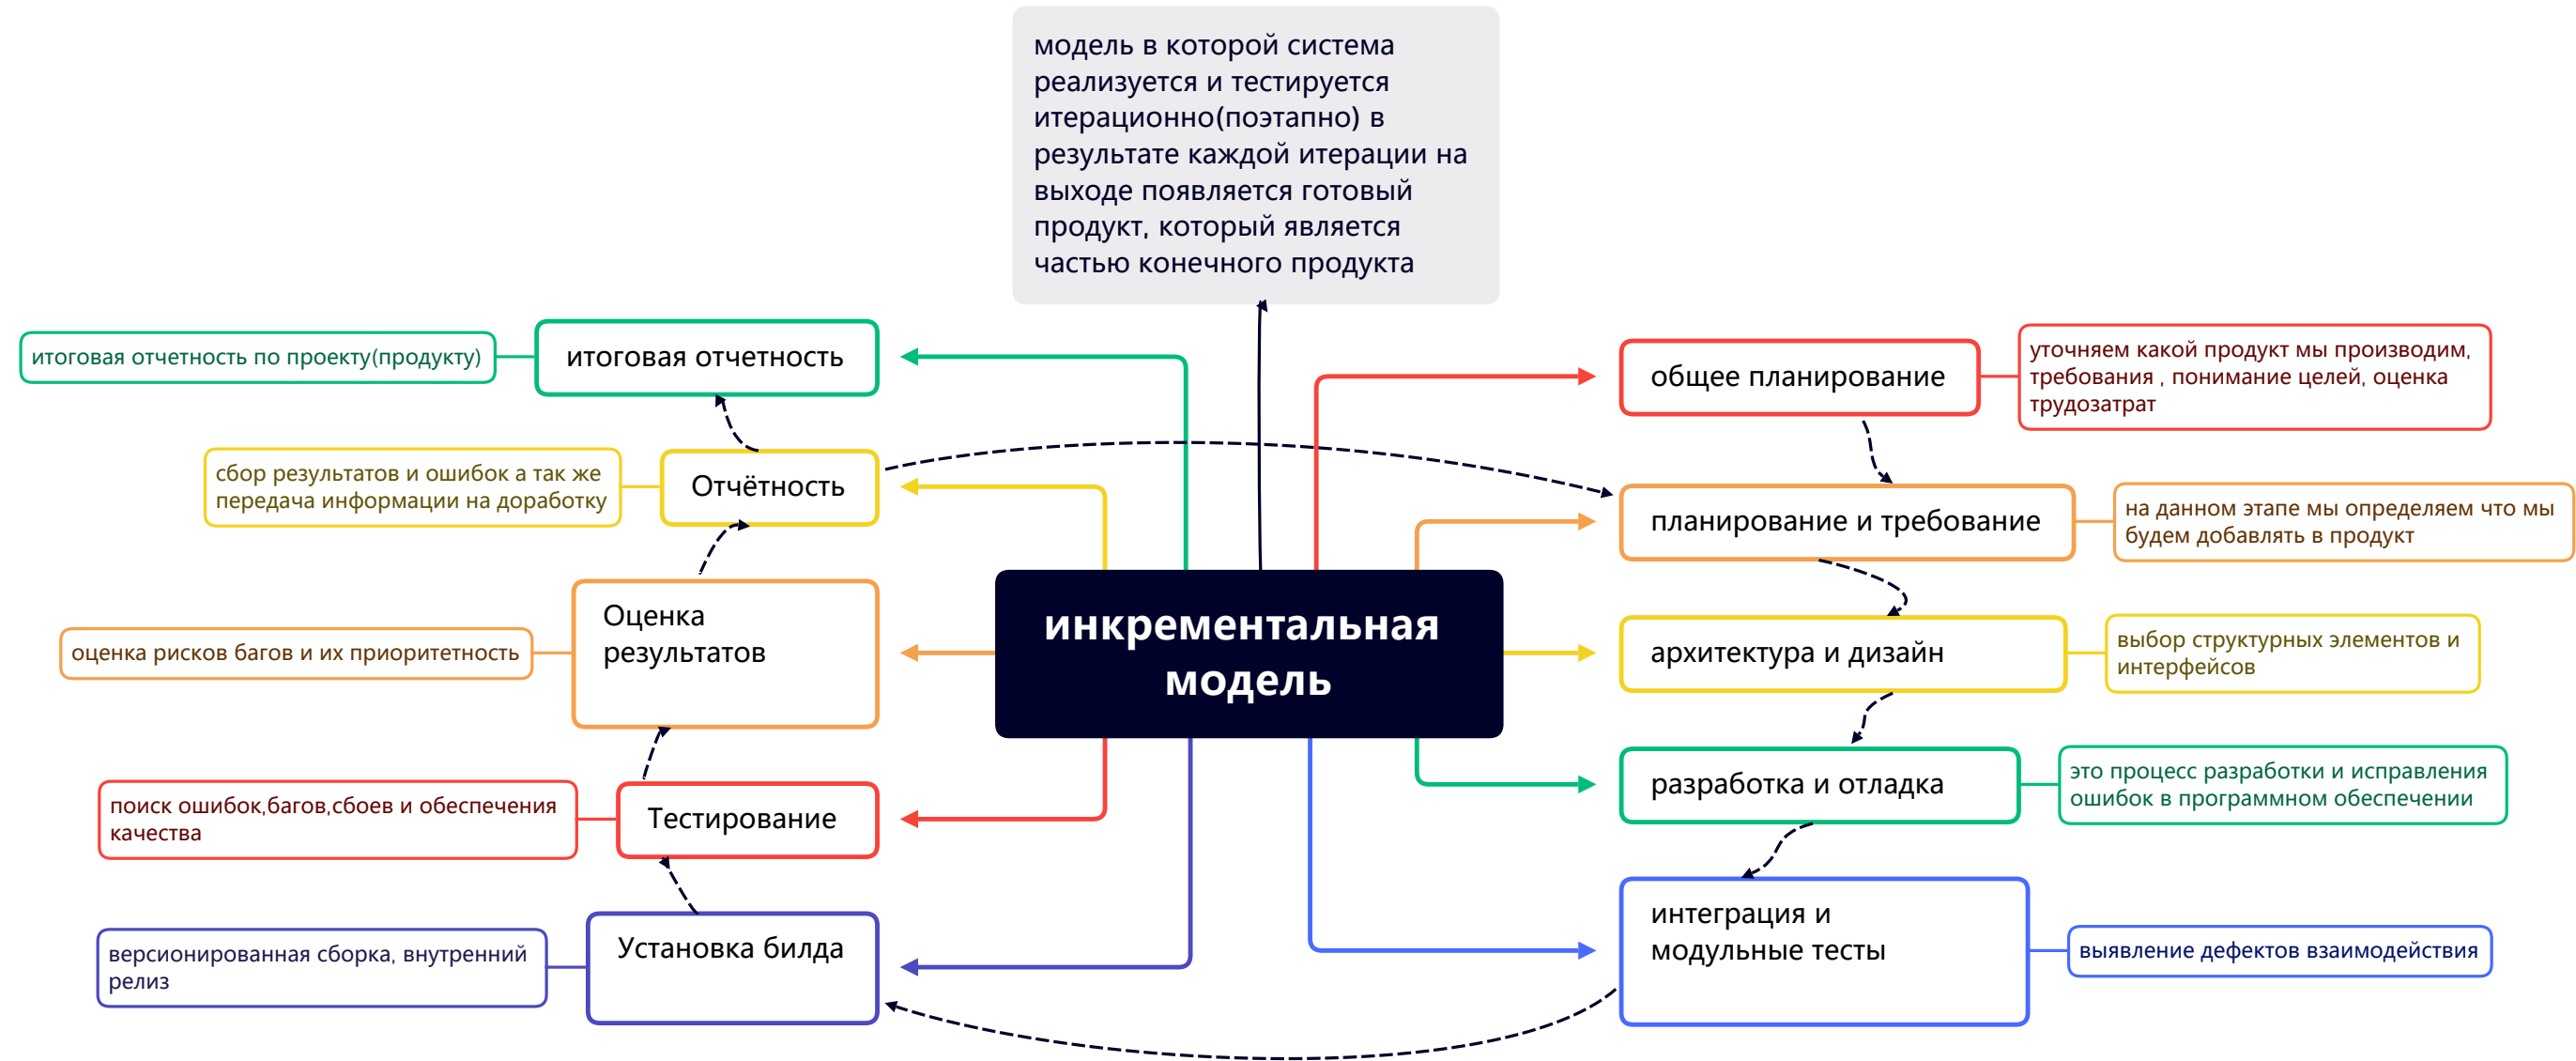 модель в которой система
реализуется и тестируется
итерационно(поэтапно) в
результате каждой итерации на
выходе появляется готовый
продукт, который является
частью конечного продукта
инкрементальная
модель
общее планирование
уточняем какой продукт мы производим,
требования , понимание целей, оценка
трудозатрат
планирование и требование
на данном этапе мы определяем что мы
будем добавлять в продукт
архитектура и дизайн
выбор структурных элементов и
интерфейсов
разработка и отладка
это процесс разработки и исправления
ошибок в программном обеспечении
интеграция и
модульные тесты
выявление дефектов взаимодействия
Установка билда
версионированная сборка, внутренний
релиз
Тестирование
поиск ошибок,багов,сбоев и обеспечения
качества
Оценка
результатов
оценка рисков багов и их приоритетность
Отчётность
сбор результатов и ошибок а так же
передача информации на доработку
итоговая отчетность
итоговая отчетность по проекту(продукту)